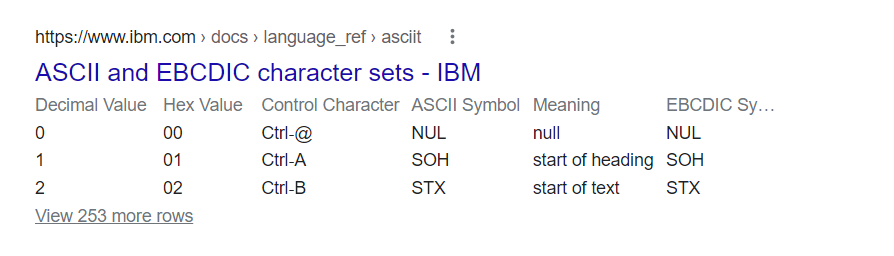 https://www.ibm.com › docs › language_ref › asciit
ASCII and EBCDIC character sets - IBM
Decimal Value Hex Value Control Character ASCII Symbol Meaning EBCDIC Sy…
0 00 Ctrl-@ NUL null NUL
1 01 Ctrl-A SOH start of heading SOH
2 02 Ctrl-B STX start of text STX
View 253 more rows